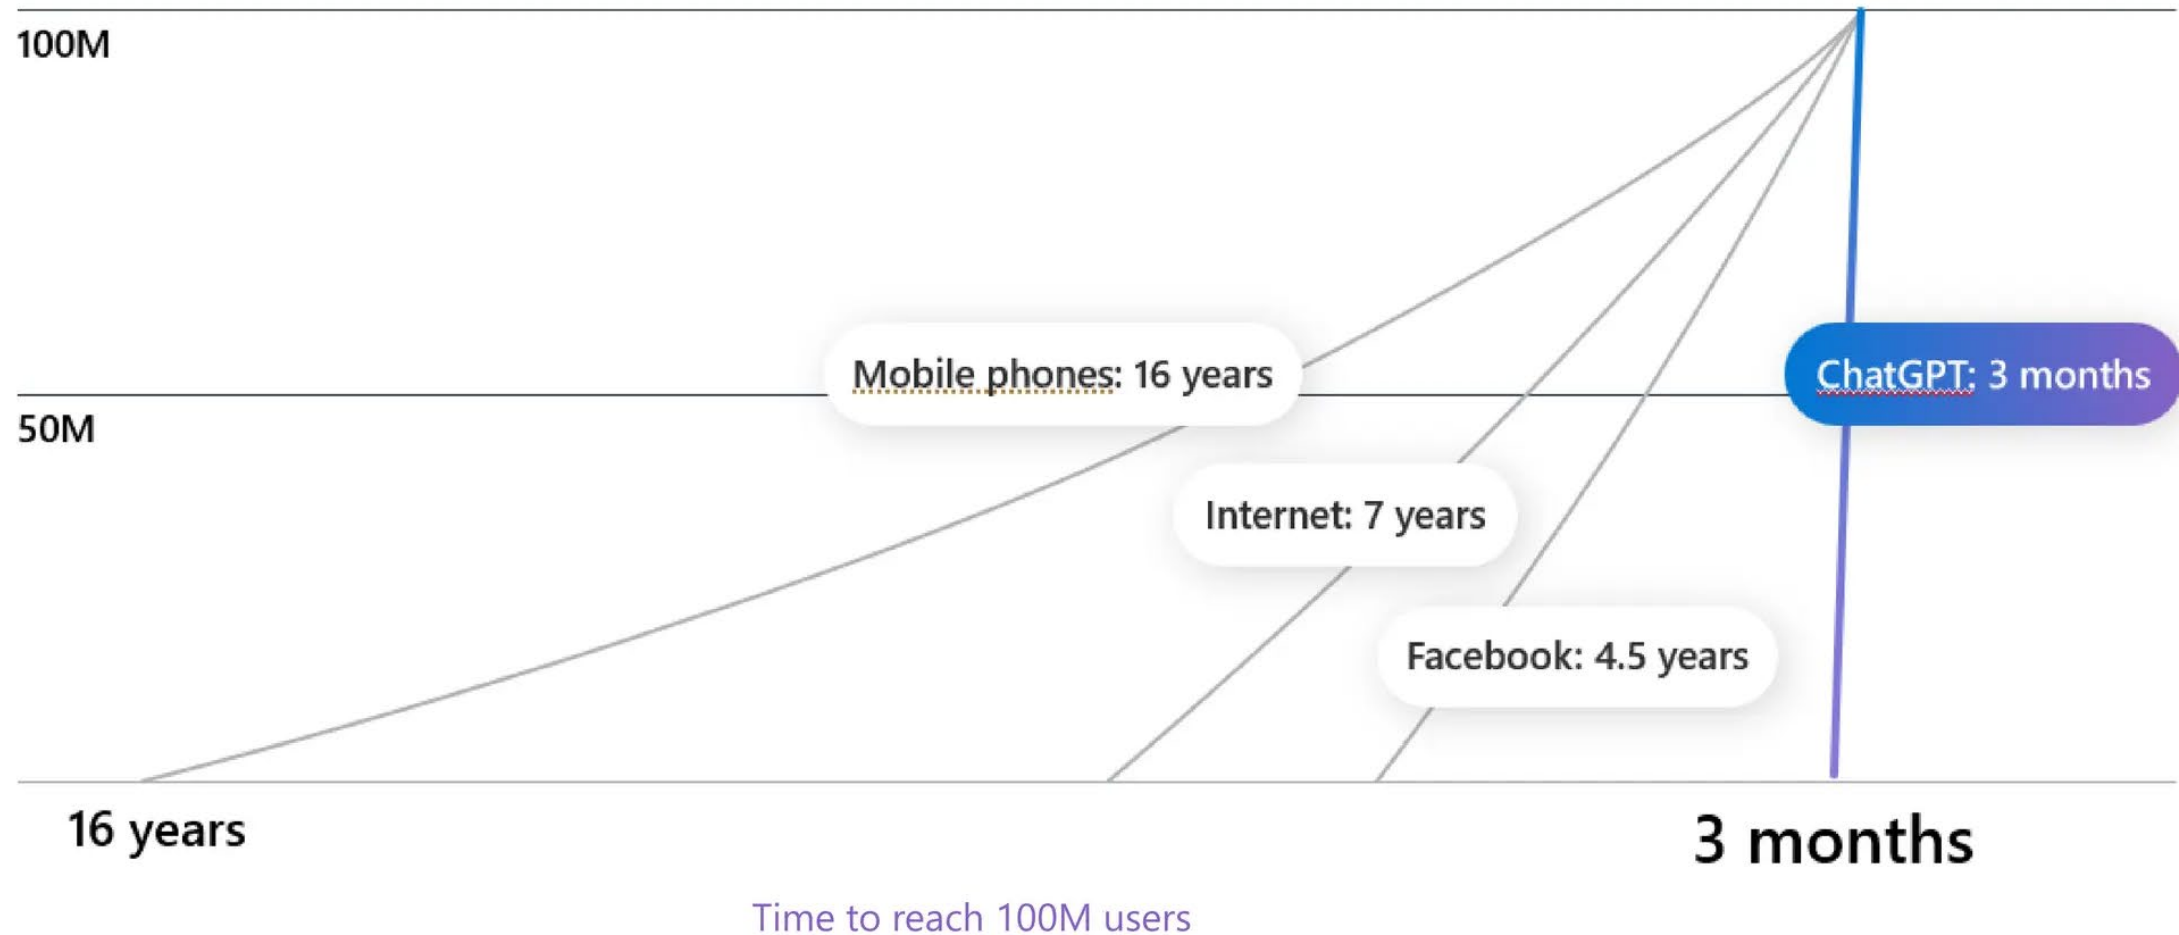 100M
Mobile phones: 16 years
ChatGPT: 3 months
50M
Internet: 7 years
Facebook: 4.5 years
16 years
3 months
Time to reach 100M users